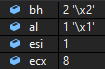 bh 2 '\x2'
al 1 '\x1'
esi 1
ecx 8